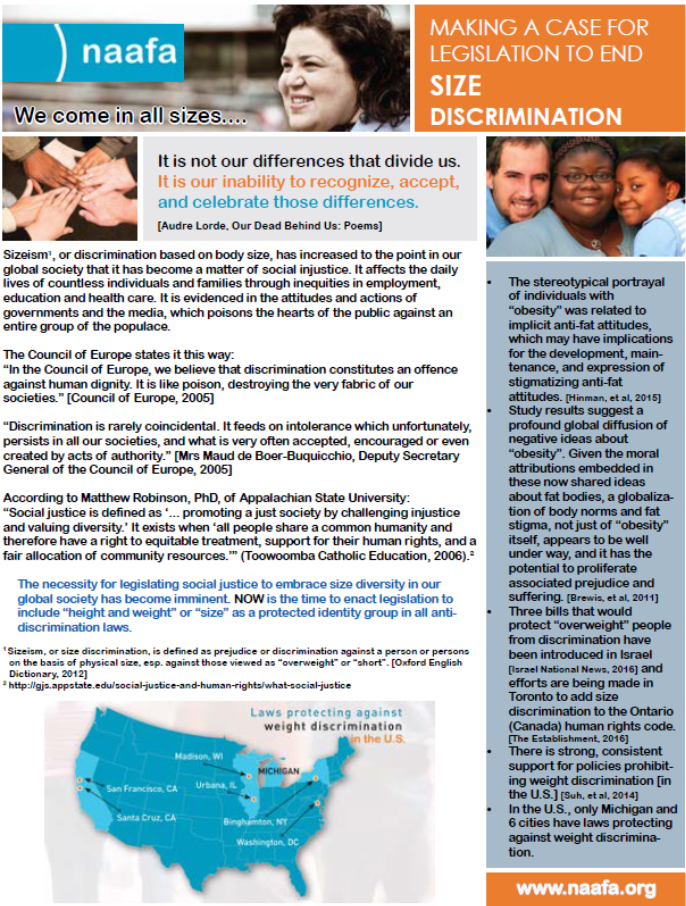 naafa
We come in all sizes....
MAKING A CASE FOR
LEGISLATION TO END
SIZE
DISCRIMINATION
It is not our differences that divide us.
It is our inability to recognize, accept,
and celebrate those differences.
[Audre Lorde, Our Dead Behind Us: Poems]
Sizeism¹, or discrimination based on body size, has increased to the point in our
global society that it has become a matter of social injustice. It affects the daily
lives of countless individuals and families through inequities in employment,
education and health care. It is evidenced in the attitudes and actions of
governments and the media, which poisons the hearts of the public against an
entire group of the populace.
The Council of Europe states it this way:
“In the Council of Europe, we believe that discrimination constitutes an offence
against human dignity. It is like poison, destroying the very fabric of our
societies.” [Council of Europe, 2005]
“Discrimination is rarely coincidental. It feeds on intolerance which unfortunately,
persists in all our societies, and what is very often accepted, encouraged or even
created by acts of authority.” [Mrs Maud de Boer-Buquicchio, Deputy Secretary
General of the Council of Europe, 2005]
According to Matthew Robinson, PhD, of Appalachian State University:
“Social justice is defined as ‘... promoting a just society by challenging injustice
and valuing diversity.’ It exists when ‘all people share a common humanity and
therefore have a right to equitable treatment, support for their human rights, and a
fair allocation of community resources.’” (Toowoomba Catholic Education, 2006).²
The necessity for legislating social justice to embrace size diversity in our
global society has become imminent. NOW is the time to enact legislation to
include “height and weight” or “size” as a protected identity group in all anti-
discrimination laws.
¹ Sizeism, or size discrimination, is defined as prejudice or discrimination against a person or persons
on the basis of physical size, esp. against those viewed as “overweight” or “short”. [Oxford English
Dictionary, 2012]
² http://gjs.appstate.edu/social-justice-and-human-rights/what-social-justice
Laws protecting against
weight discrimination
in the U.S.
Madison, WI
MICHIGAN
San Francisco, CA
Urbana, IL
Santa Cruz, CA
Binghamton, NY
Washington, DC
• The stereotypical portrayal
of individuals with
“obesity” was related to
implicit anti-fat attitudes,
which may have implications
for the development, main-
tenance, and expression of
stigmatizing anti-fat
attitudes. [Hinman, et al, 2015]
• Study results suggest a
profound global diffusion of
negative ideas about
“obesity”. Given the moral
attributions embedded in
these now shared ideas
about fat bodies, a globaliza-
tion of body norms and fat
stigma, not just of “obesity”
itself, appears to be well
under way, and it has the
potential to proliferate
associated prejudice and
suffering. [Brewis, et al, 2011]
• Three bills that would
protect “overweight” people
from discrimination have
been introduced in Israel
[Israel National News, 2016] and
efforts are being made in
Toronto to add size
discrimination to the Ontario
(Canada) human rights code.
[The Establishment, 2016]
• There is strong, consistent
support for policies prohibit-
ing weight discrimination [in
the U.S.] [Suh, et al, 2014]
• In the U.S., only Michigan and
6 cities have laws protecting
against weight discrimina-
tion.
www.naafa.org